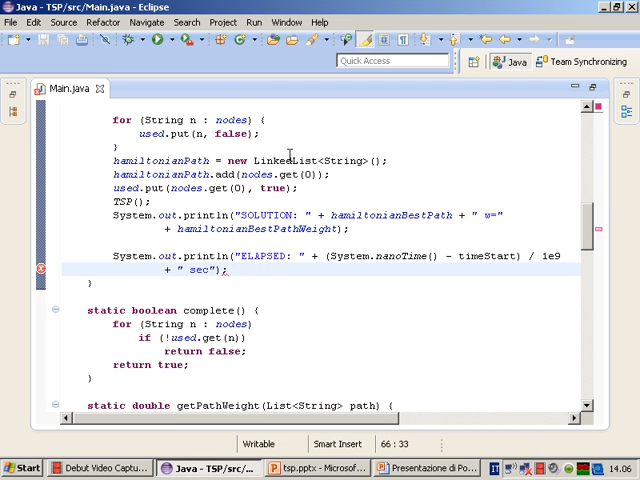 Java - TSP/src/Main.java - Eclipse
File Edit Source Refactor Navigate Search Project Run Window Help
Quick Access
Java
Team Synchronizing
Main.java
for (String n : nodes) {
used.put(n, false);
}
hamiltonianPath = new LinkedList<String>();
hamiltonianPath.add(nodes.get(0));
used.put(nodes.get(0), true);
TSP();
System.out.println("SOLUTION: " + hamiltonianBestPath + " w="
+ hamiltonianBestPathWeight);
System.out.println("ELAPSED: " + (System.nanoTime() - timeStart) / 1e9
+ " sec");
}
static boolean complete() {
for (String n : nodes)
if (!used.get(n))
return false;
return true;
}
static double getPathWeight(List<String> path) {
Writable Smart Insert 66 : 33
Start Debut Video Captu... Java - TSP/src/... tsp.pptx - Microsof... Presentazione di Po... IT 14.06